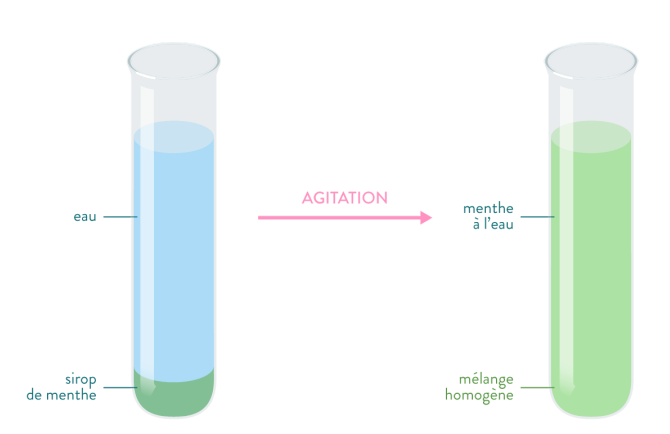 eau
sirop
de menthe
AGITATION
menthe
à l'eau
mélange
homogène